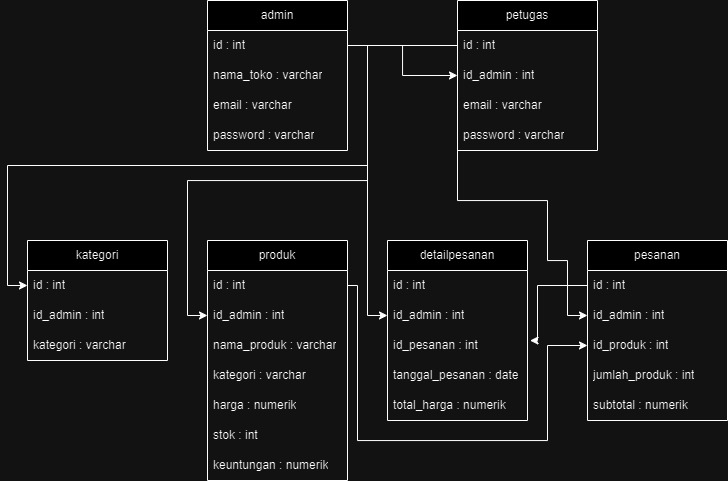 admin
id : int
nama_toko : varchar
email : varchar
password : varchar
petugas
id : int
id_admin : int
email : varchar
password : varchar
kategori
id : int
id_admin : int
kategori : varchar
produk
id : int
id_admin : int
nama_produk : varchar
kategori : varchar
harga : numerik
stok : int
keuntungan : numerik
detailpesanan
id : int
id_admin : int
id_pesanan : int
tanggal_pesanan : date
total_harga : numerik
pesanan
id : int
id_admin : int
id_produk : int
jumlah_produk : int
subtotal : numerik